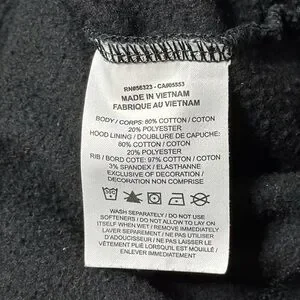 RN#56323 - CA#05553
MADE IN VIETNAM
FABRIQUE AU VIETNAM
BODY / CORPS: 80% COTTON / COTON
20% POLYESTER
HOOD LINING / DOUBLURE DE CAPUCHE:
80% COTTON / COTON
20% POLYESTER
RIB / BORD COTE: 97% COTTON / COTON
3% SPANDEX / ELASTHANNE
EXCLUSIVE OF DECORATION /
DECORATION NON COMPRISE
WASH SEPARATELY / DO NOT USE
SOFTENERS / DO NOT ALLOW TO LAY ON
ITSELF WHEN WET / REMOVE IMMEDIATELY
LAVER SEPAREMENT / NE PAS UTILISER
D'ADOUCISSEUR / NE PAS LAISSER LE
VÊTEMENT PLIÉ LORSQU'IL EST MOUILLÉ /
ENLEVER IMMÉDIATEMENT